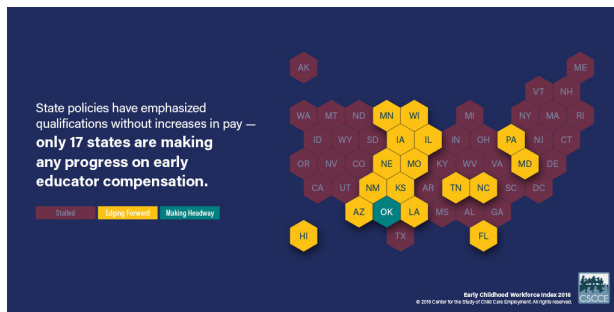 State policies have emphasized
qualifications without increases in pay —
only 17 states are making
any progress on early
educator compensation.
Stalled Edging Forward Making Headway
AK ME
VT NH
WA MT ND MN WI MI NY MA RI
ID WY SD IA IL IN OH PA NJ CT
OR NV CO NE MO KY WV VA MD DE
CA UT NM KS AR TN NC SC DC
AZ OK LA MS AL GA
HI TX FL
Early Childhood Workforce Index 2016
© 2016 Center for the Study of Child Care Employment. All rights reserved.
CSCCE